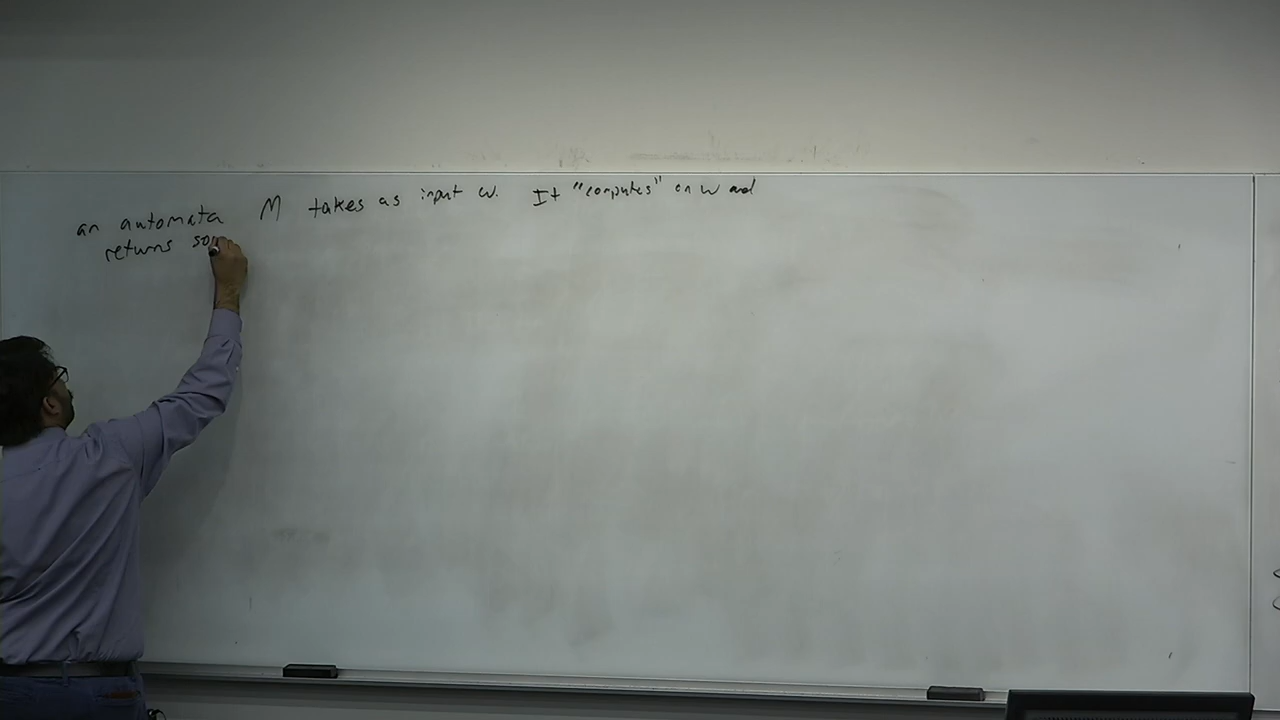 an automata M takes as input w. It "computes" on w and
returns so